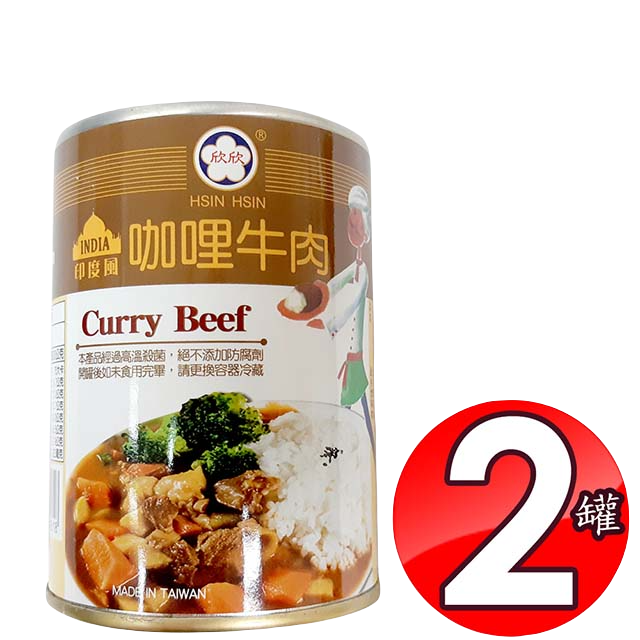 欣欣
®
HSIN HSIN
INDIA
印度風
咖哩牛肉
Curry Beef
本產品經過高溫殺菌，絕不添加防腐劑
開罐後如未食用完畢，請更換容器冷藏
MADE IN TAIWAN
2罐